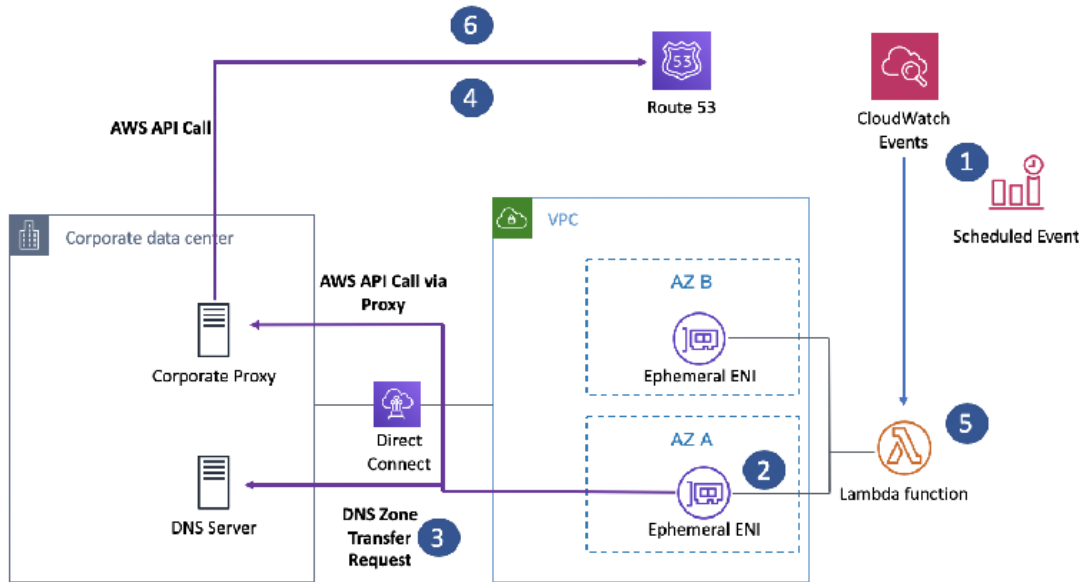 6
53
4
Route 53
AWS API Call
CloudWatch
Events
1
Scheduled Event
Corporate data center
VPC
AWS API Call via
Proxy
AZ B
Corporate Proxy
Ephemeral ENI
Direct
Connect
AZ A
5
2
Lambda function
DNS Server
Ephemeral ENI
DNS Zone
Transfer
Request
3